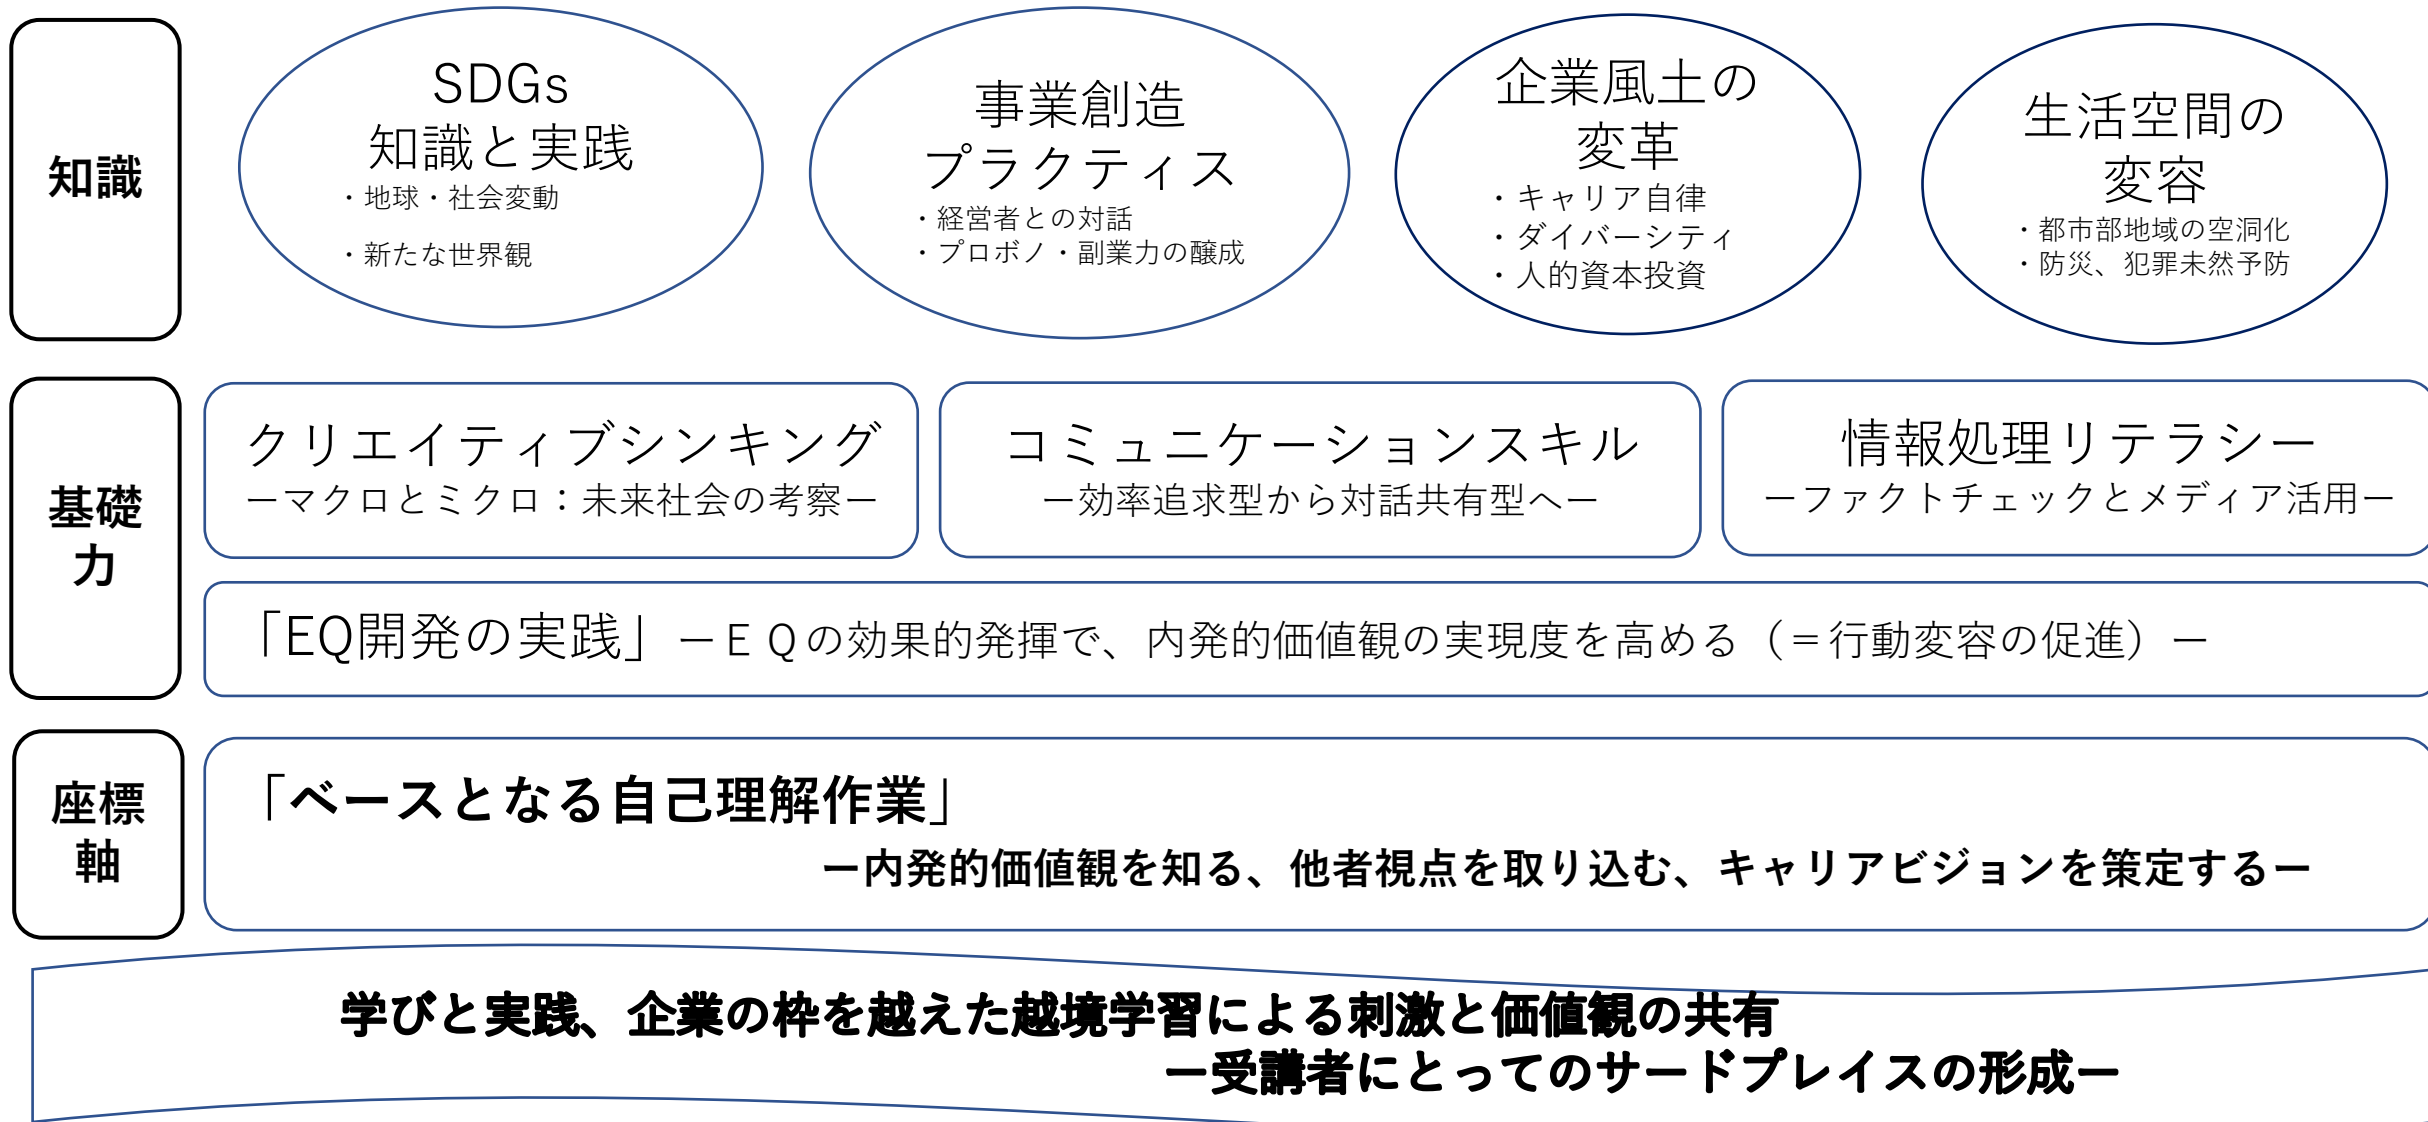 知識
SDGs
知識と実践
・地球・社会変動
・新たな世界観
事業創造
プラクティス
・経営者との対話
・プロボノ・副業力の醸成
企業風土の
変革
・キャリア自律
・ダイバーシティ
・人的資本投資
生活空間の
変容
・都市部地域の空洞化
・防災、犯罪未然予防
基礎
力
クリエイティブシンキング
ーマクロとミクロ：未来社会の考察ー
コミュニケーションスキル
ー効率追求型から対話共有型へー
情報処理リテラシー
ーファクトチェックとメディア活用ー
「EQ開発の実践」ーＥＱの効果的発揮で、内発的価値観の実現度を高める（＝行動変容の促進）ー
座標
軸
「ベースとなる自己理解作業」
ー内発的価値観を知る、他者視点を取り込む、キャリアビジョンを策定するー
学びと実践、企業の枠を越えた越境学習による刺激と価値観の共有
ー受講者にとってのサードプレイスの形成ー